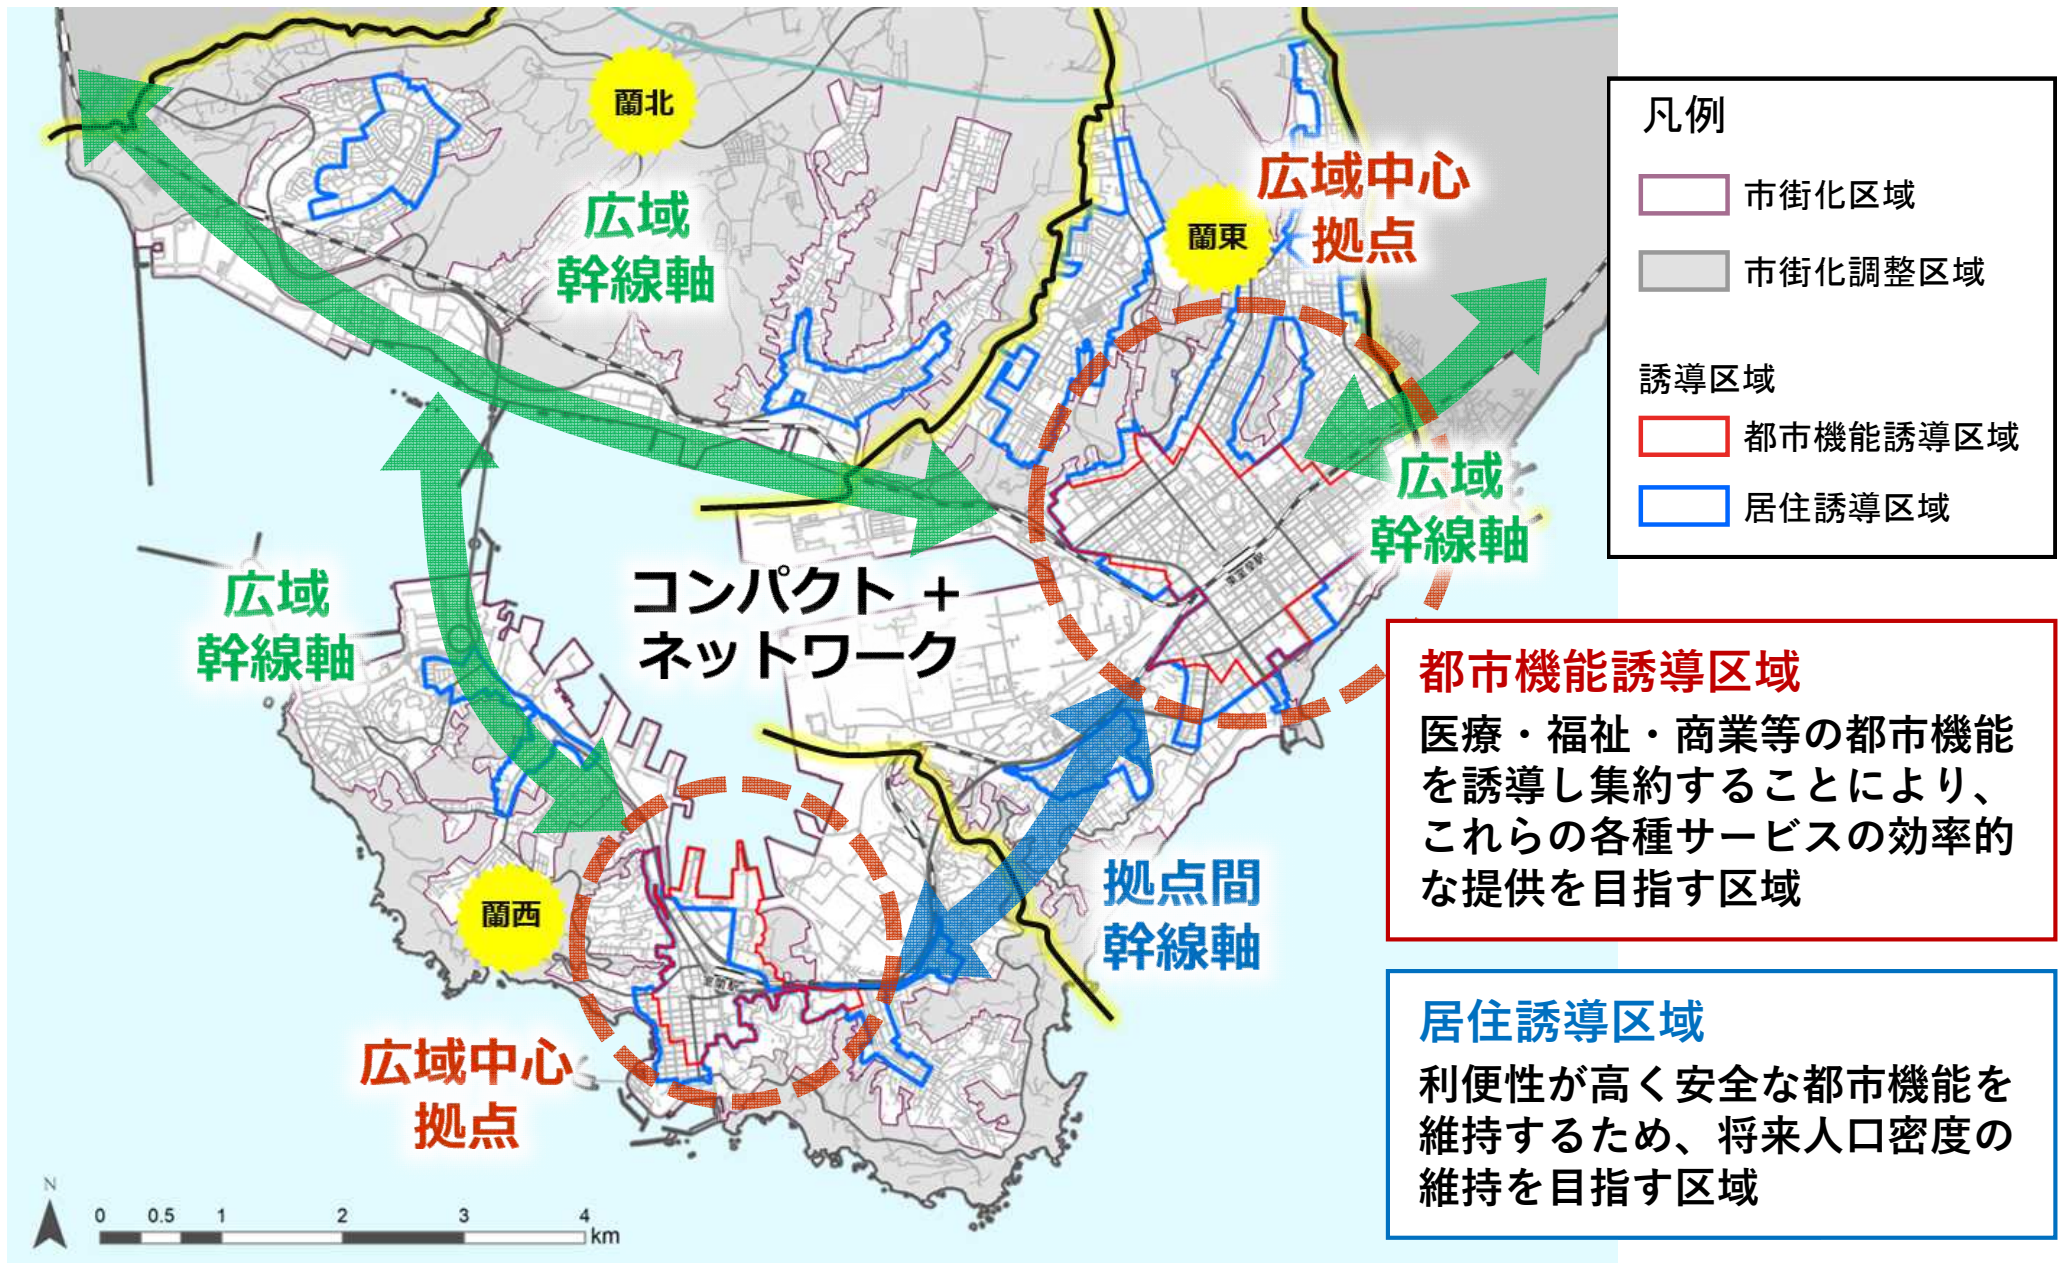 蘭北
広域
幹線軸
蘭東
広域中心
拠点
広域
幹線軸
広域
幹線軸
コンパクト +
ネットワーク
東室蘭駅
蘭西
室蘭駅
拠点間
幹線軸
広域中心
拠点
N
0 0.5 1 2 3 4
km
凡例
市街化区域
市街化調整区域
誘導区域
都市機能誘導区域
居住誘導区域
都市機能誘導区域
医療・福祉・商業等の都市機能
を誘導し集約することにより、
これらの各種サービスの効率的
な提供を目指す区域
居住誘導区域
利便性が高く安全な都市機能を
維持するため、将来人口密度の
維持を目指す区域